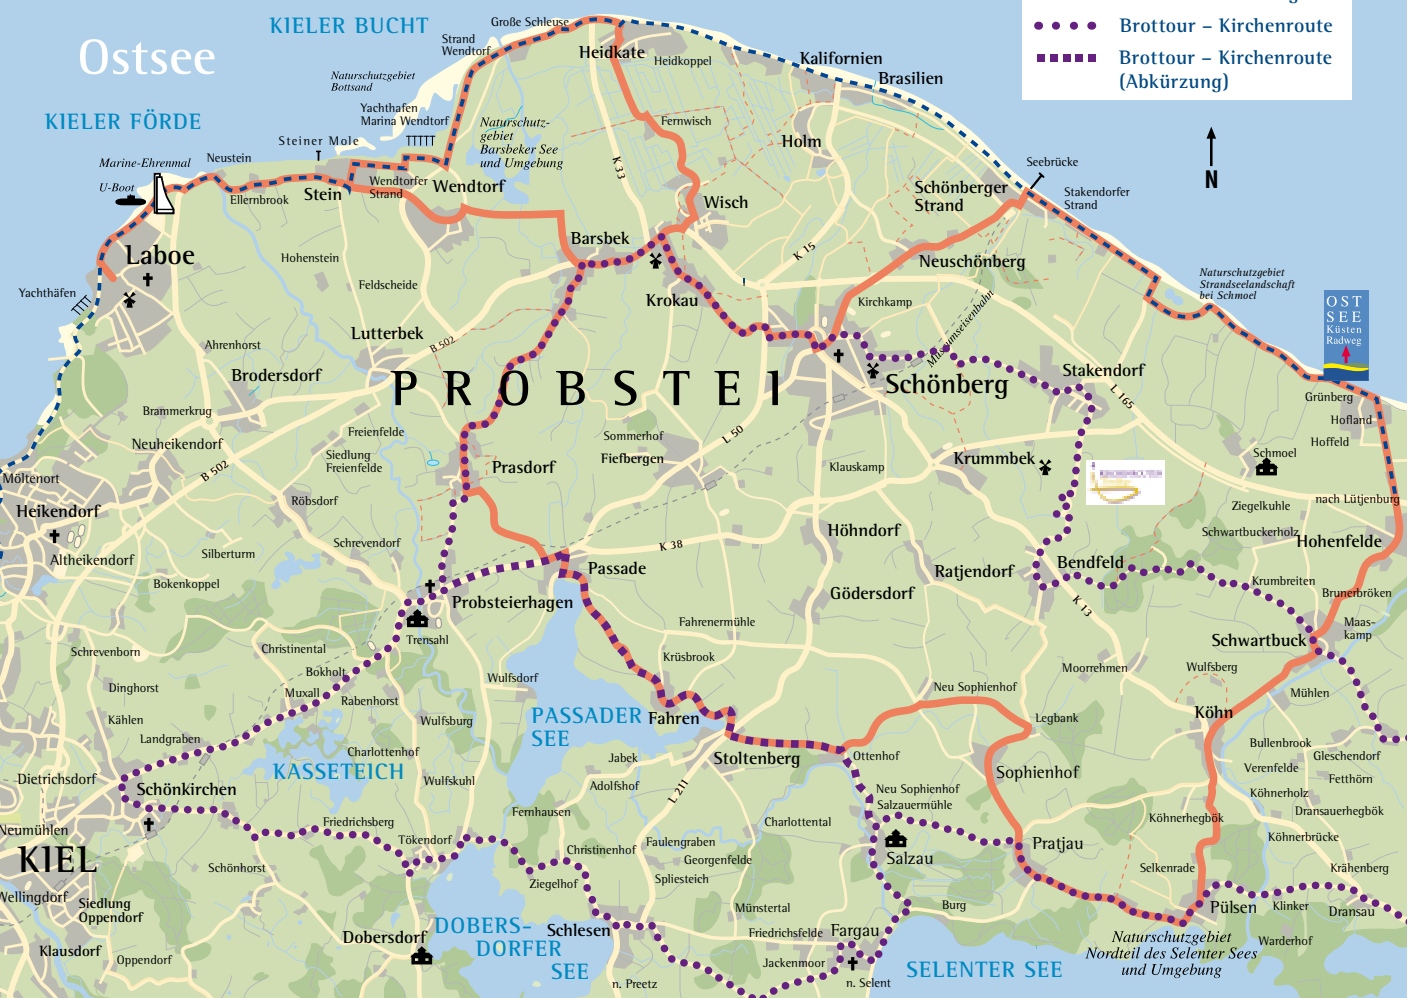 Brottour – Kirchenroute
Brottour – Kirchenroute
(Abkürzung)
N
Ostsee
KIELER BUCHT
KIELER FÖRDE
Große Schleuse
Strand
Wendtorf
Heidkate
Heidkoppel
Kalifornien
Brasilien
Naturschutzgebiet
Bottsand
Yachthafen
Marina Wendtorf
Naturschutz-
gebiet
Barsbeker See
und Umgebung
Fernwisch
Holm
K 33
Steiner Mole
Marine-Ehrenmal
Neustein
U-Boot
Ellernbrook
Stein
Wendtorfer
Strand
Wendtorf
Wisch
Schönberger
Strand
Seebrücke
Stakendorfer
Strand
Laboe
Barsbek
K 15
Neuschönberg
Hohenstein
Feldscheide
Krokau
Kirchkamp
Museumseisenbahn
Naturschutzgebiet
Strandseelandschaft
bei Schmoel
Yachthäfen
OST
SEE
Küsten
Radweg
Lutterbek
B 502
Ahrenhorst
Brodersdorf
PROBSTEI
Schönberg
Stakendorf
L 165
Grünberg
Hofland
Hoffeld
Brammerkrug
Neuheikendorf
Freienfelde
Siedlung
Freienfelde
Sommerhof
Fiefbergen
L 50
B 502
Prasdorf
Klauskamp
Krummbek
Schmoel
Möltenort
Heikendorf
Röbsdorf
Ziegelkuhle
nach Lütjenburg
Schwartbuckerholz
Hohenfelde
Altheikendorf
Silberturm
Schrevendorf
K 38
Höhndorf
Bokenkoppel
Passade
Ratjendorf
Bendfeld
Krumbreiten
Brunerbröken
Probsteierhagen
Gödersdorf
K 13
Trensahl
Fahrenermühle
Maas-
kamp
Schwartbuck
Schrevenborn
Christinental
Krüsbrook
Moorrehmen
Wulfsberg
Bokholt
Dinghorst
Muxall
Rabenhorst
Wulfsdorf
Neu Sophienhof
Mühlen
Kählen
Wulfsburg
PASSADER
SEE
Fahren
Legbank
Köhn
Landgraben
Charlottenhof
Bullenbrook
Gleschendorf
Dietrichsdorf
KASSETEICH
Wulfskuhl
Jabek
Stoltenberg
Ottenhof
Sophienhof
Verenfelde
Fetthörn
Schönkirchen
Adolfshof
L 211
Neu Sophienhof
Salzauermühle
Köhnerholz
Dransauerhegbök
Fernhausen
Neumühlen
Friedrichsberg
Charlottental
Köhnerhegbök
KIEL
Tökendorf
Faulengraben
Köhnerbrücke
Christinenhof
Georgenfelde
Salzau
Pratjau
Schönhorst
Selkenrade
Krähenberg
Ziegelhof
Spliesteich
Wellingdorf
Siedlung
Oppendorf
Münstertal
Burg
Pülsen
Klinker
Dransau
DOBERS-
DORFER
SEE
Schlesen
Friedrichsfelde
Fargau
Klausdorf
Dobersdorf
Naturschutzgebiet
Nordteil des Selenter Sees
und Umgebung
Warderhof
Oppendorf
Jackenmoor
SELENTER SEE
n. Preetz
n. Selent